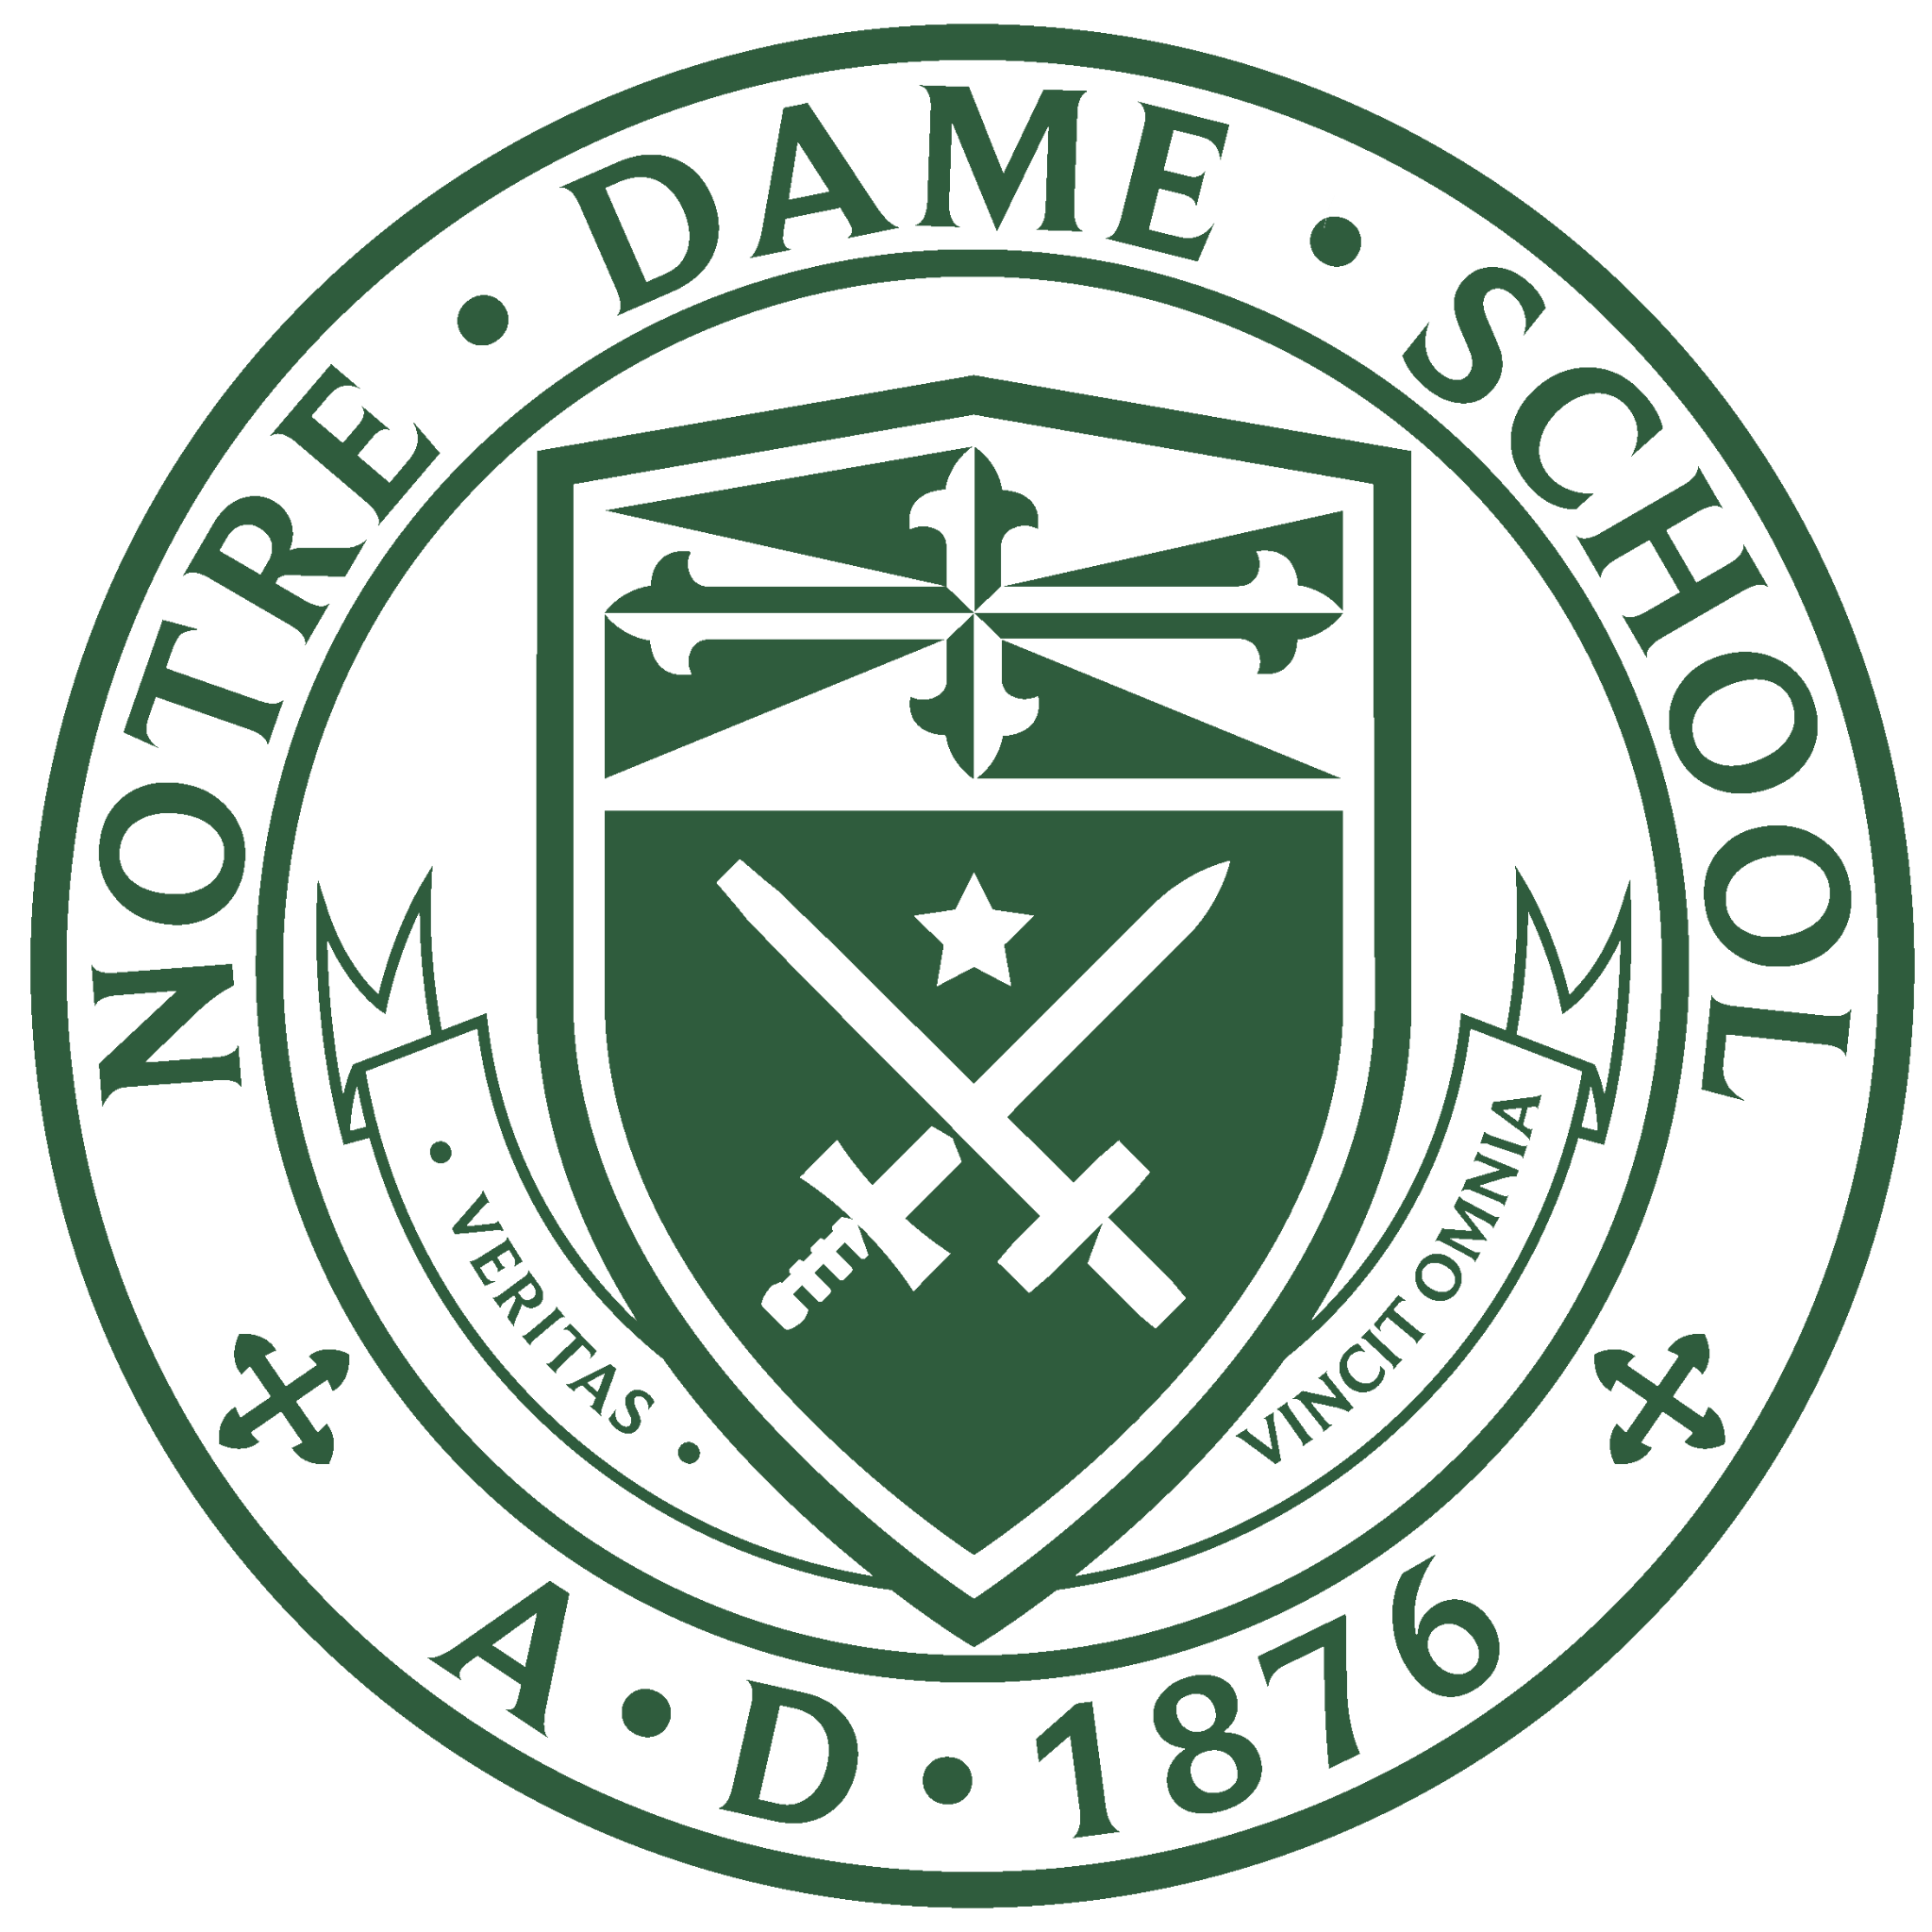 NOTRE · DAME · SCHOOL
· VERITAS · VINCIT OMNIA
A · D · 1876